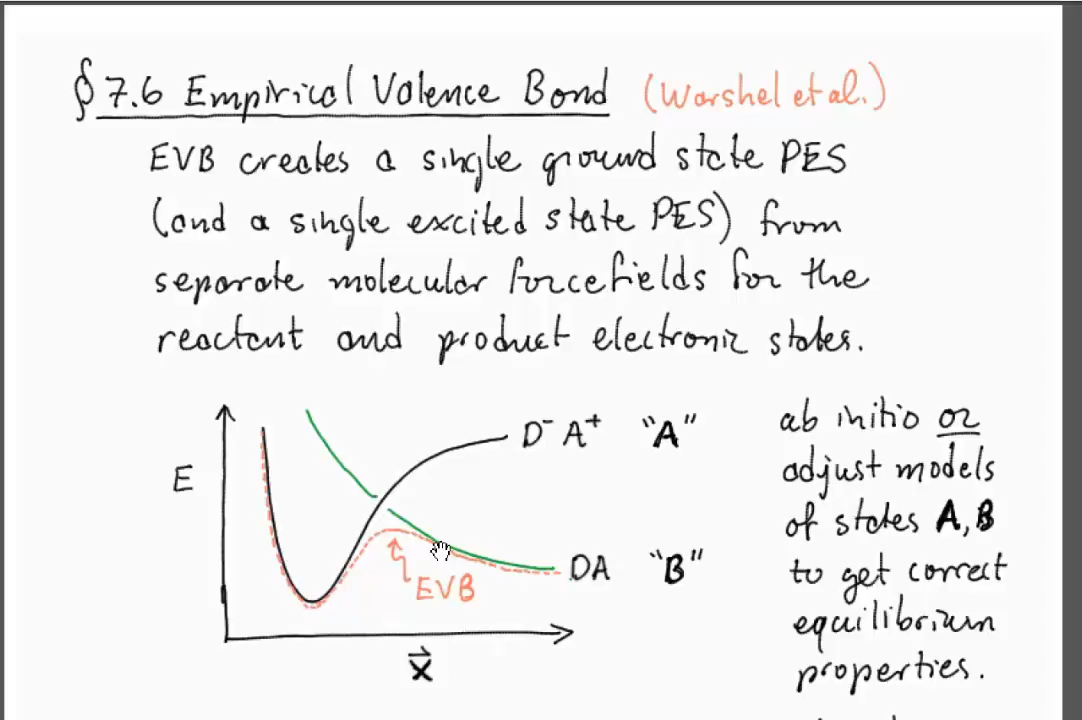 § 7.6 Empirical Valence Bond (Warshel et al.)
EVB creates a single ground state PES
(and a single excited state PES) from
separate molecular forcefields for the
reactant and product electronic states.
E
D⁻ A⁺ "A"
DA "B"
EVB
x⃗
ab initio or
adjust models
of states A, B
to get correct
equilibrium
properties.